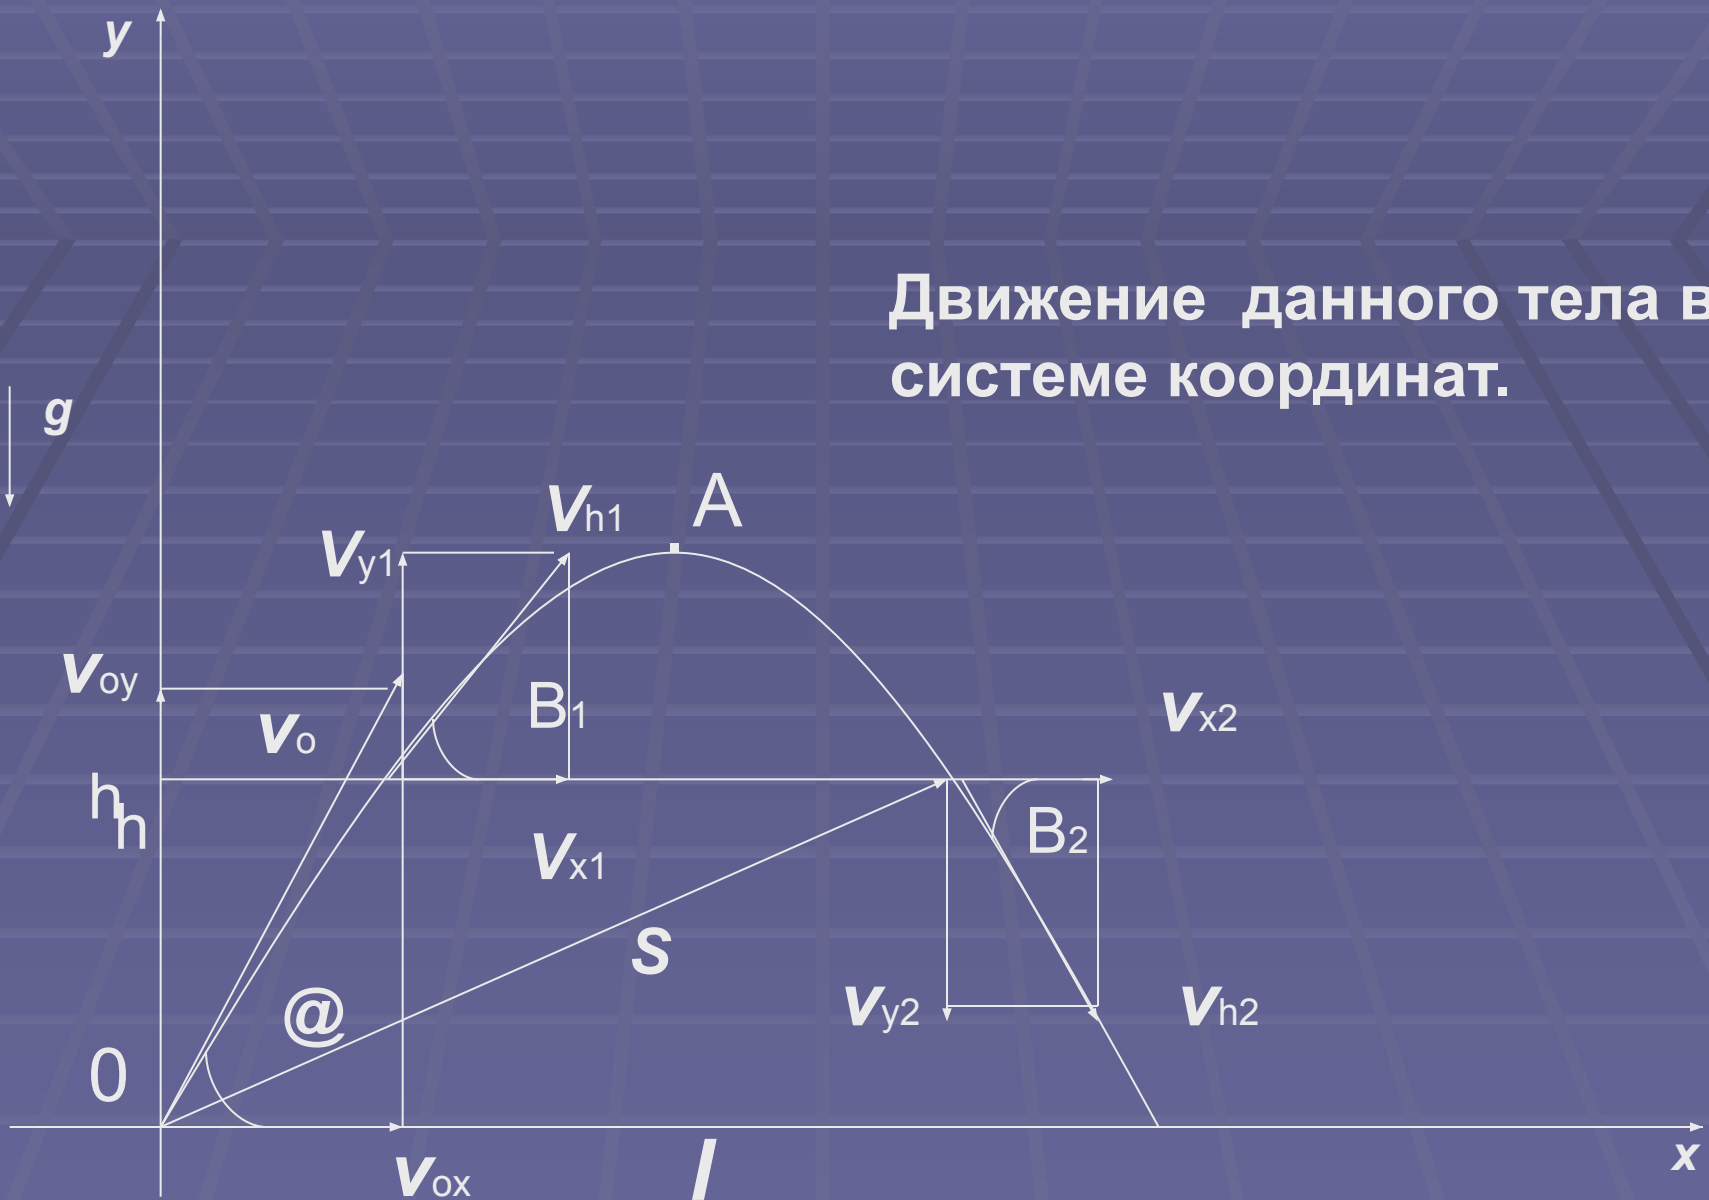 y
Движение данного тела в
системе координат.
g
A
Vh1
Vy1
voy
B1
vo
vx2
h
h
B2
Vx1
S
@
vy2
vh2
0
x
l
vox